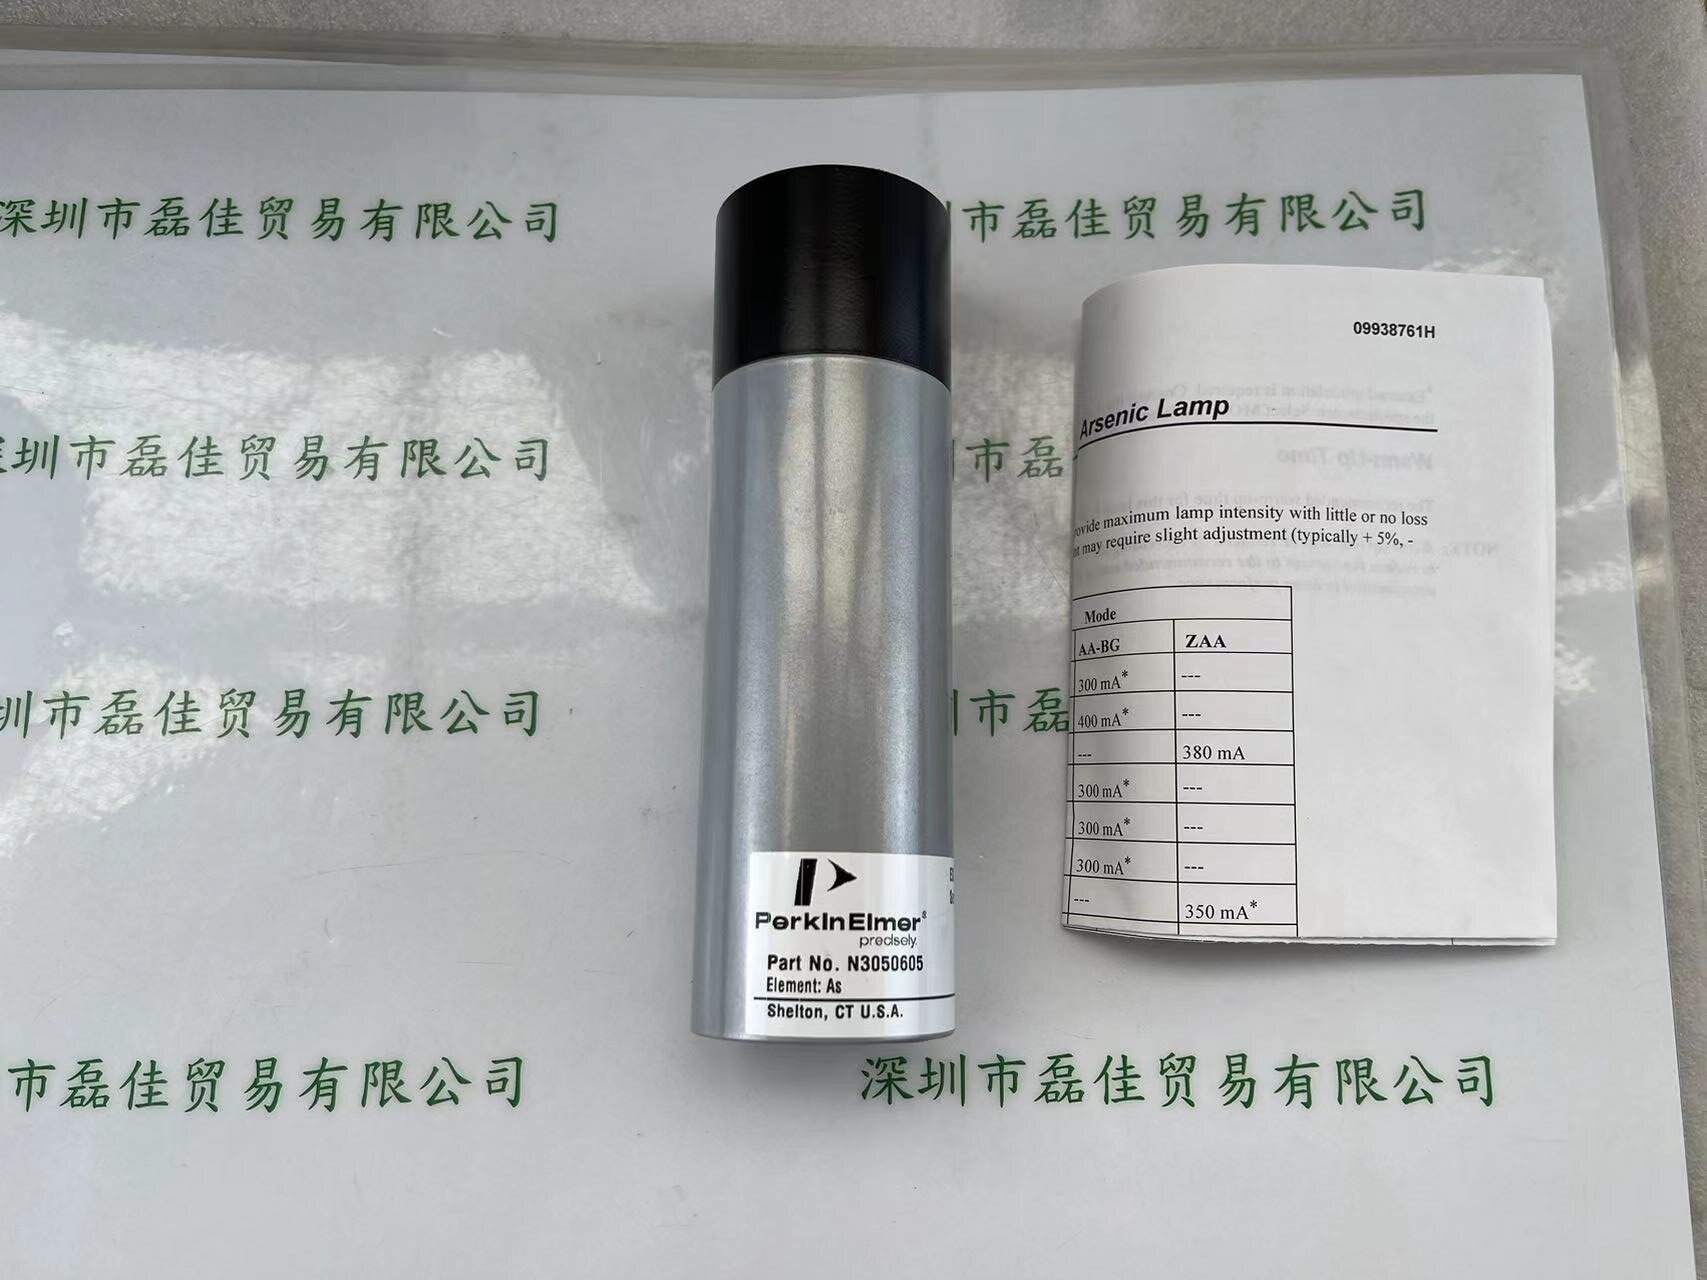 深圳市磊佳贸易有限公司
市磊佳贸易有限公司
圳市磊佳贸易有限公司
市磊
圳市磊佳贸易有限公司
市磊
市磊佳贸易有限公司
深圳市磊佳贸易有限公司
PerkinElmer®
precisely.
Part No. N3050605
Element: As
Shelton, CT U.S.A.
09938761H
Arsenic Lamp
ovide maximum lamp intensity with little or no loss
nt may require slight adjustment (typically + 5%, -
Mode
AA-BG ZAA
300 mA* ---
400 mA* ---
--- 380 mA
300 mA* ---
300 mA* ---
300 mA* ---
--- 350 mA*